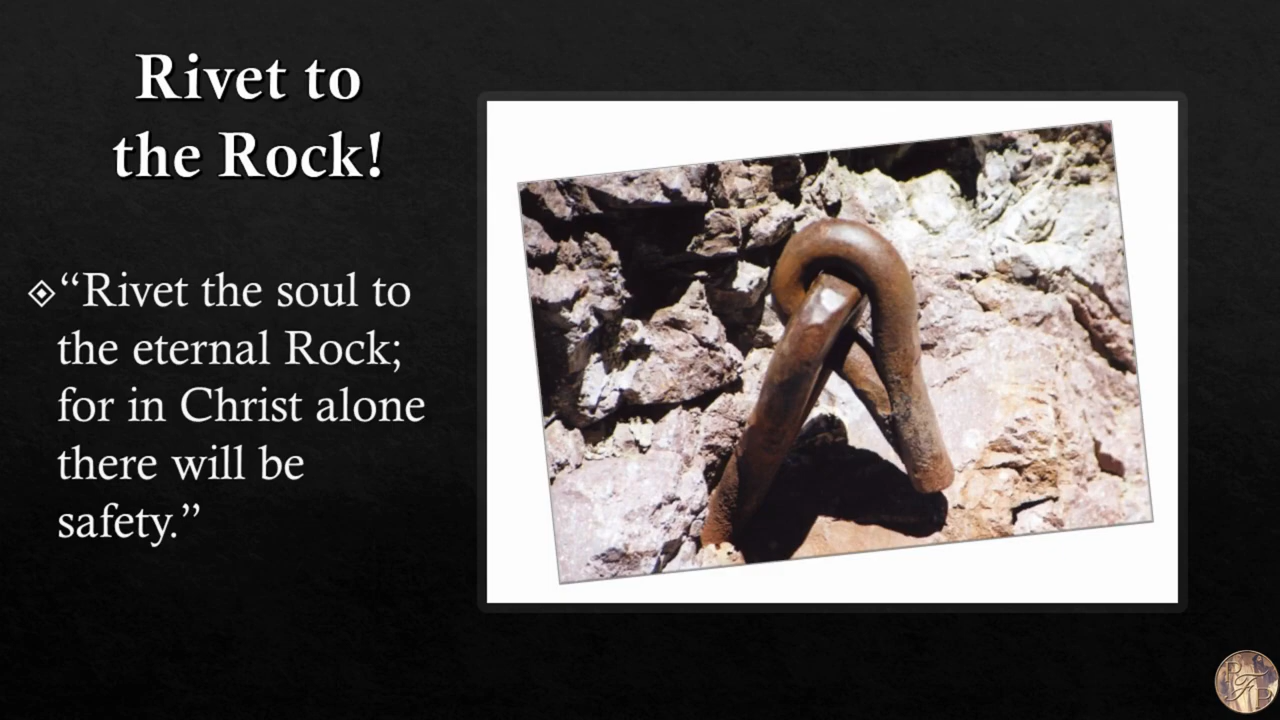 Rivet to
the Rock!
“Rivet the soul to
the eternal Rock;
for in Christ alone
there will be
safety.”
P F P